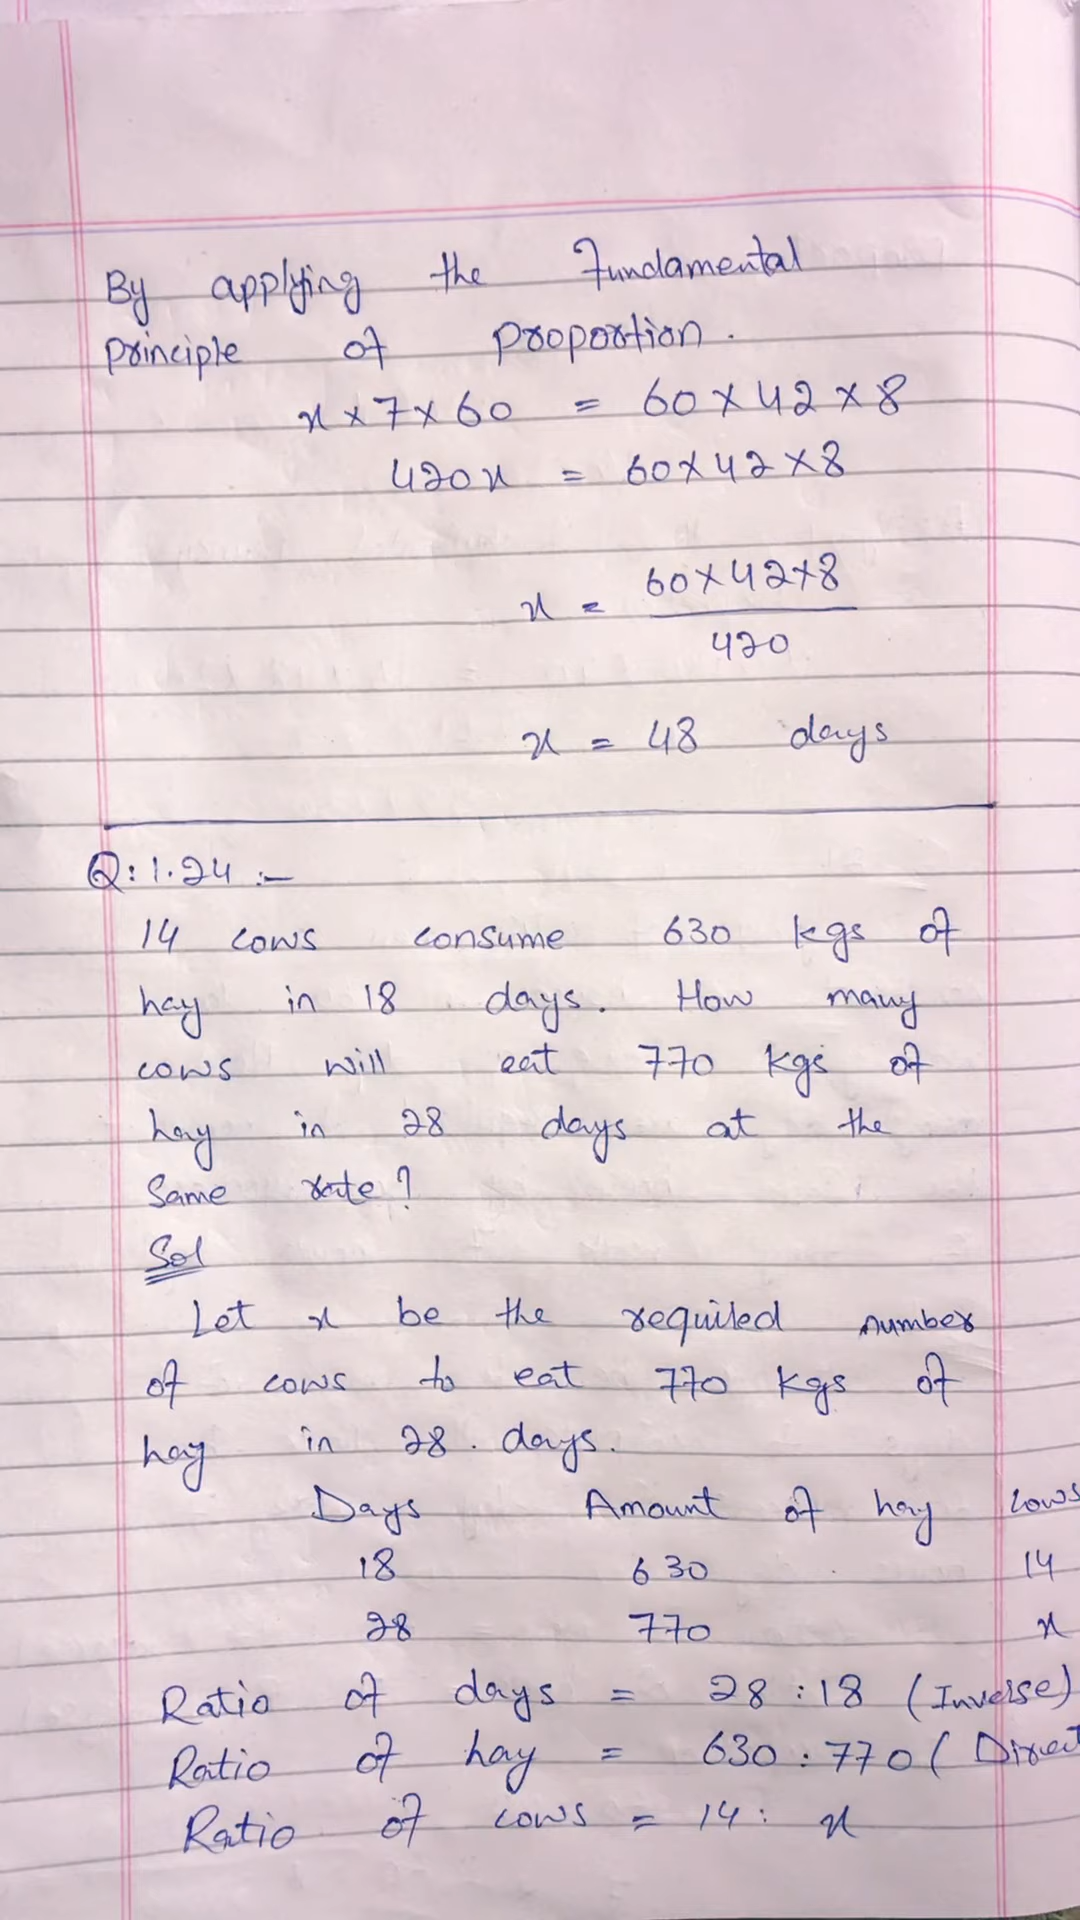 By applying the Fundamental
principle of proportion.
x × 7 × 60 = 60 × 42 × 8
420x = 60 × 42 × 8
x = 60×42×8 / 420
x = 48 days
Q:1.24 :-
14 cows consume 630 kgs of
hay in 18 days. How many
cows will eat 770 kgs of
hay in 28 days at the
Same rate?
Sol
Let x be the required number
of cows to eat 770 kgs of
hay in 28. days.
Days Amount of hay cows
18 630 14
28 770 x
Ratio of days = 28 : 18 (Inverse)
Ratio of hay = 630 : 770 (Direct
Ratio of cows = 14 : x